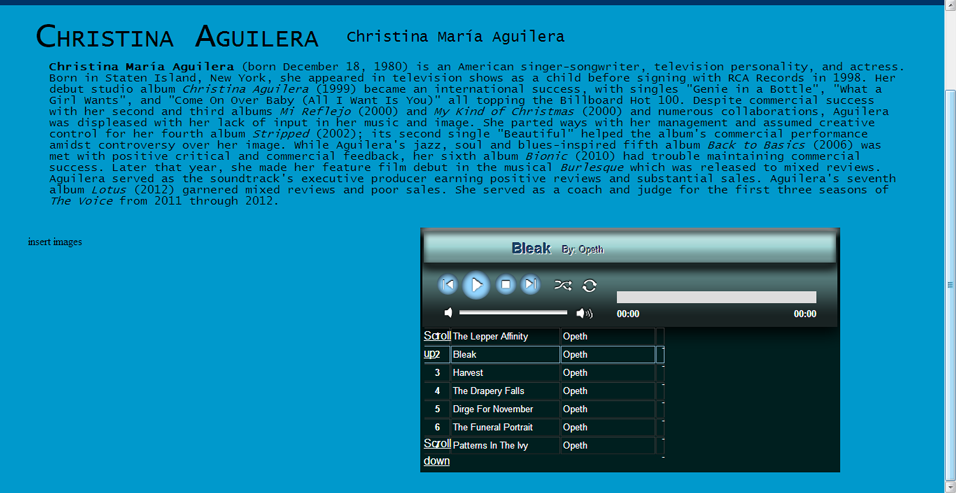 Christina Aguilera Christina María Aguilera
Christina María Aguilera (born December 18, 1980) is an American singer-songwriter, television personality, and actress.
Born in Staten Island, New York, she appeared in television shows as a child before signing with RCA Records in 1998. Her
debut studio album Christina Aguilera (1999) became an international success, with singles "Genie in a Bottle", "What a
Girl Wants", and "Come On Over Baby (All I Want Is You)" all topping the Billboard Hot 100. Despite commercial success
with her second and third albums Mi Reflejo (2000) and My Kind of Christmas (2000) and numerous collaborations, Aguilera
was displeased with her lack of input in her music and image. She parted ways with her management and assumed creative
control for her fourth album Stripped (2002); its second single "Beautiful" helped the album's commercial performance
amidst controversy over her image. While Aguilera's jazz, soul and blues-inspired fifth album Back to Basics (2006) was
met with positive critical and commercial feedback, her sixth album Bionic (2010) had trouble maintaining commercial
success. Later that year, she made her feature film debut in the musical Burlesque which was released to mixed reviews.
Aguilera served as the soundtrack's executive producer earning positive reviews and substantial sales. Aguilera's seventh
album Lotus (2012) garnered mixed reviews and poor sales. She served as a coach and judge for the first three seasons of
The Voice from 2011 through 2012.
insert images
Bleak By: Opeth
00:00 00:00
Scroll The Lepper Affinity Opeth
up 2 Bleak Opeth
3 Harvest Opeth
4 The Drapery Falls Opeth
5 Dirge For November Opeth
6 The Funeral Portrait Opeth
Scroll Patterns In The Ivy Opeth
down